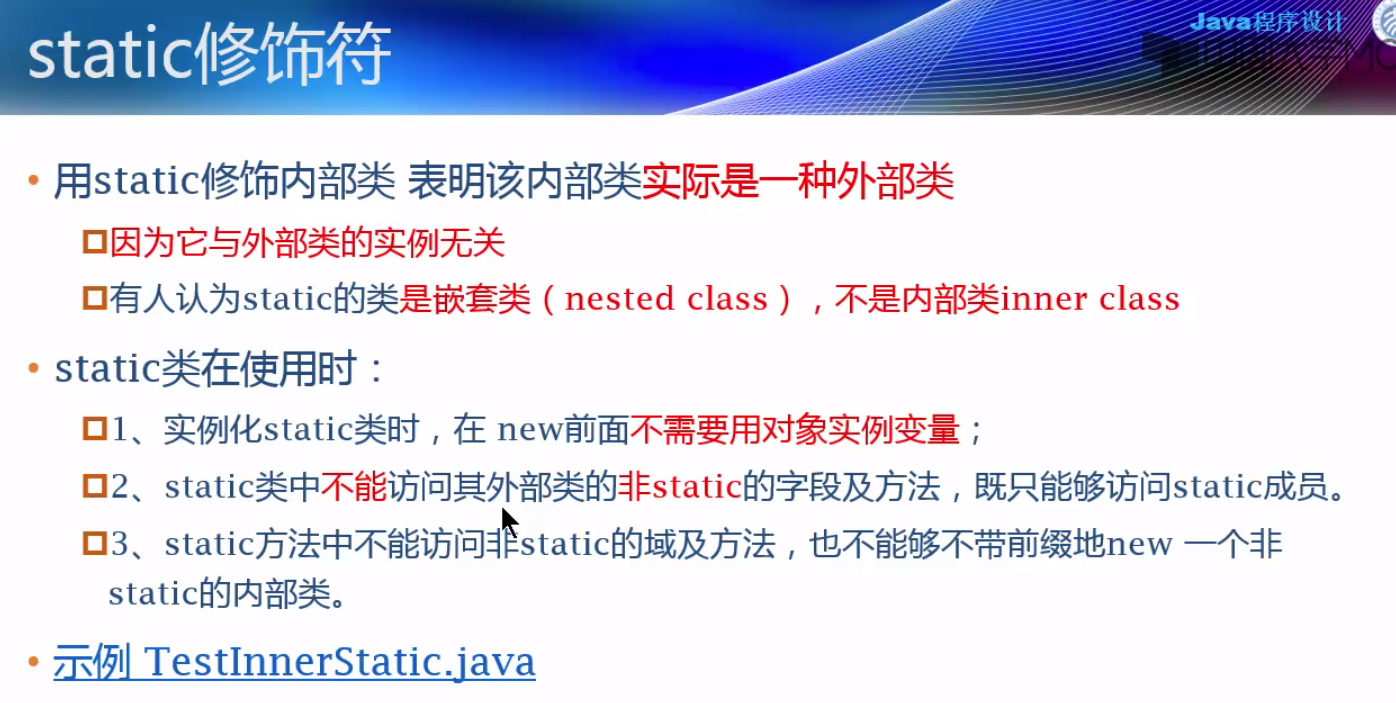 Java程序设计
static修饰符
• 用static修饰内部类 表明该内部类实际是一种外部类
因为它与外部类的实例无关
有人认为static的类是嵌套类（nested class），不是内部类inner class
• static类在使用时：
1、实例化static类时，在 new前面不需要用对象实例变量；
2、static类中不能访问其外部类的非static的字段及方法，既只能够访问static成员。
3、static方法中不能访问非static的域及方法，也不能够不带前缀地new 一个非
static的内部类。
• 示例 TestInnerStatic.java